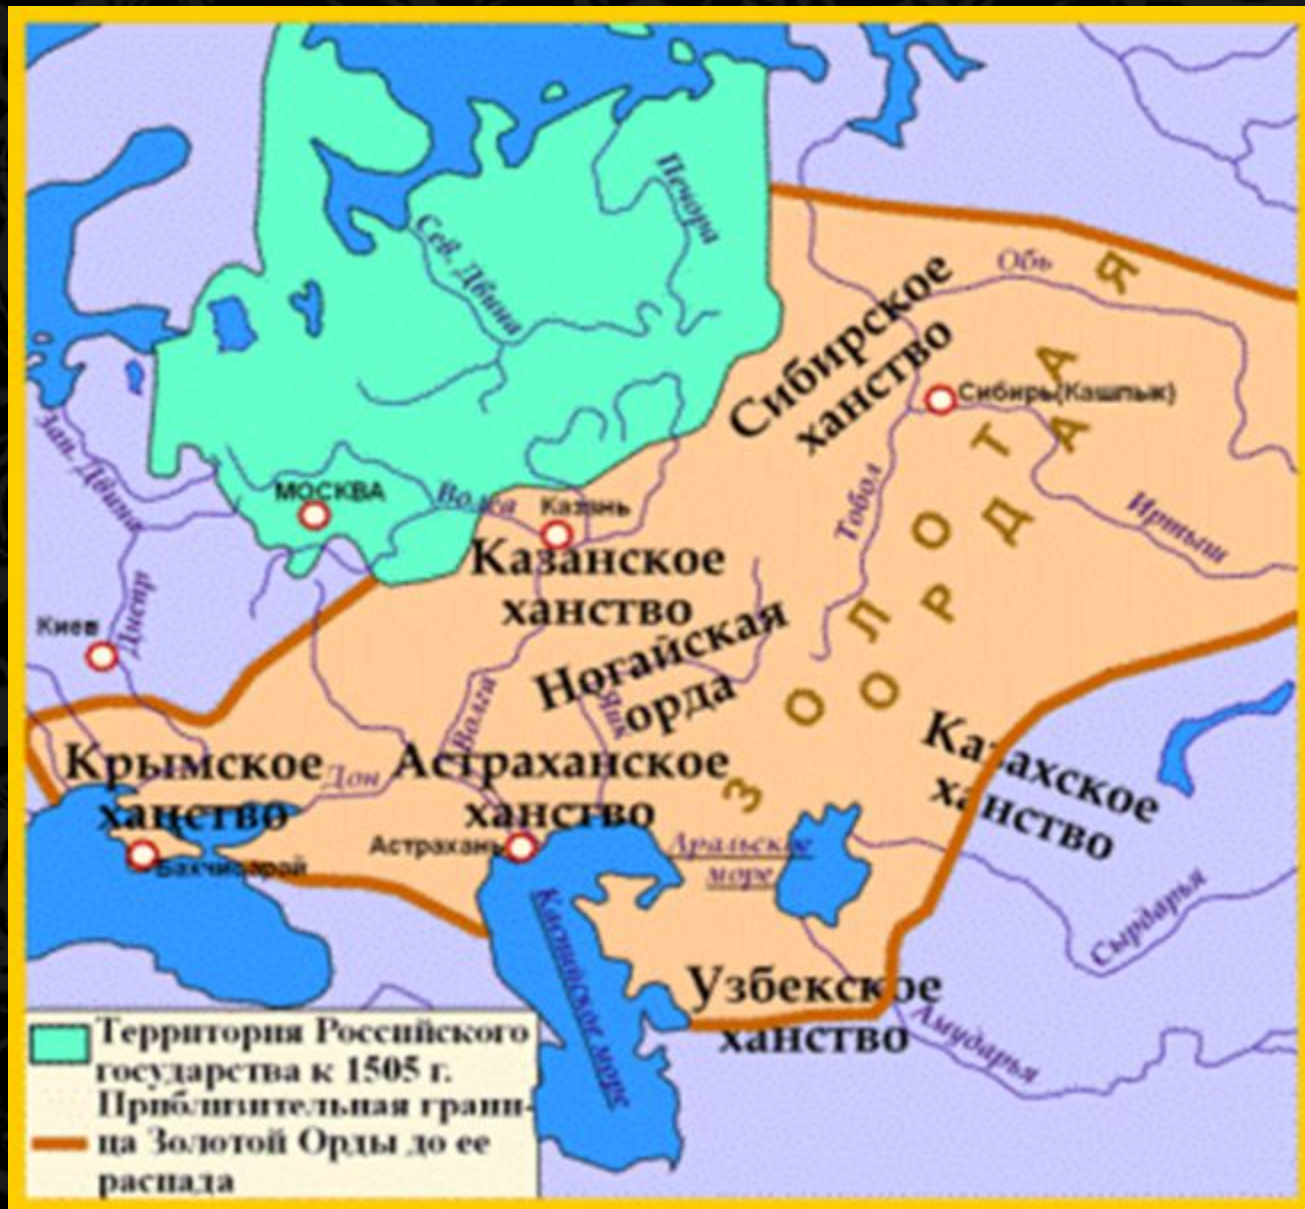 Печора
Сев. Двина
Обь
Сибирское
ханство
Сибирь(Кашлык)
ЗОЛОТАЯ
ОРДА
Зап. Двина
МОСКВА
Волга
Казань
Казанское
ханство
Тобол
Иртыш
Киев
Днепр
Ногайская
орда
Яик
Волга
Крымское
ханство
Дон
Астраханское
ханство
Казахское
ханство
Бахчисарай
Астрахань
Аральское
море
Каспийское море
Сырдарья
Узбекское
ханство
Амударья
Территория Российского
государства к 1505 г.
Приблизительная грани-
ца Золотой Орды до ее
распада